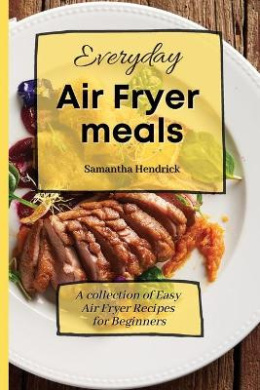 Everyday
Air Fryer
meals
Samantha Hendrick
A collection of Easy
Air Fryer Recipes
for Beginners